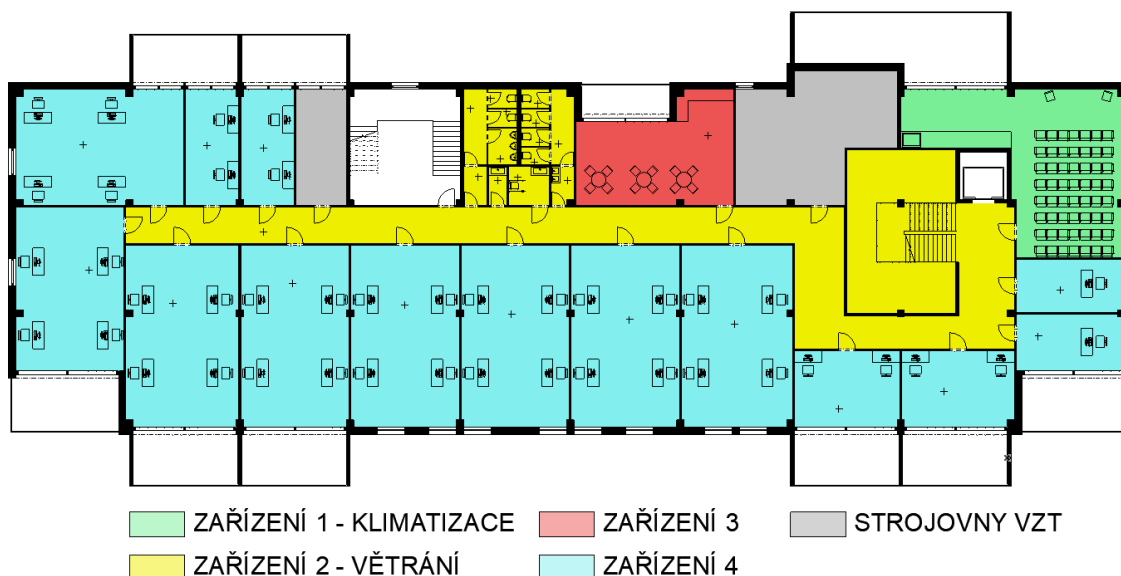 ZAŘÍZENÍ 1 - KLIMATIZACE
ZAŘÍZENÍ 3
STROJOVNY VZT
ZAŘÍZENÍ 2 - VĚTRÁNÍ
ZAŘÍZENÍ 4